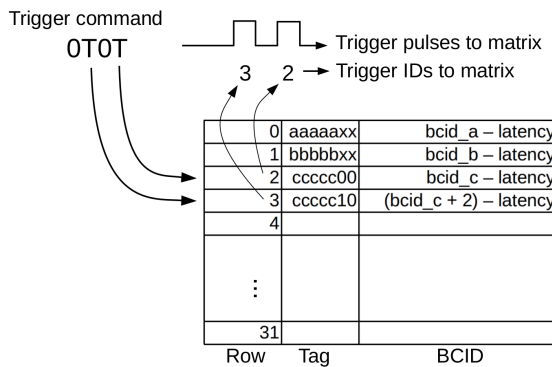 Trigger command
0T0T
Trigger pulses to matrix
3 2 Trigger IDs to matrix
0 aaaaaxx bcid_a – latency
1 bbbbbxx bcid_b – latency
2 ccccc00 bcid_c – latency
3 ccccc10 (bcid_c + 2) – latency
4
⋮
31
Row Tag BCID